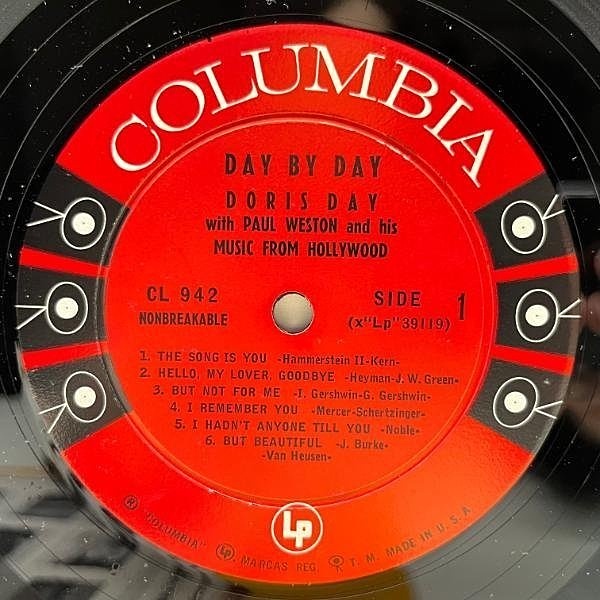 COLUMBIA
DAY BY DAY
DORIS DAY
with PAUL WESTON and his
MUSIC FROM HOLLYWOOD
CL 942
NONBREAKABLE
SIDE 1
(x"Lp"39119)
1. THE SONG IS YOU -Hammerstein II-Kern-
2. HELLO, MY LOVER, GOODBYE -Heyman-J. W. Green-
3. BUT NOT FOR ME -I. Gershwin-G. Gershwin-
4. I REMEMBER YOU -Mercer-Schertzinger-
5. I HADN'T ANYONE TILL YOU -Noble-
6. BUT BEAUTIFUL -J. Burke-
-Van Heusen-
Lp
® "COLUMBIA" Lp MARCAS REG. T. M. MADE IN U. S. A.